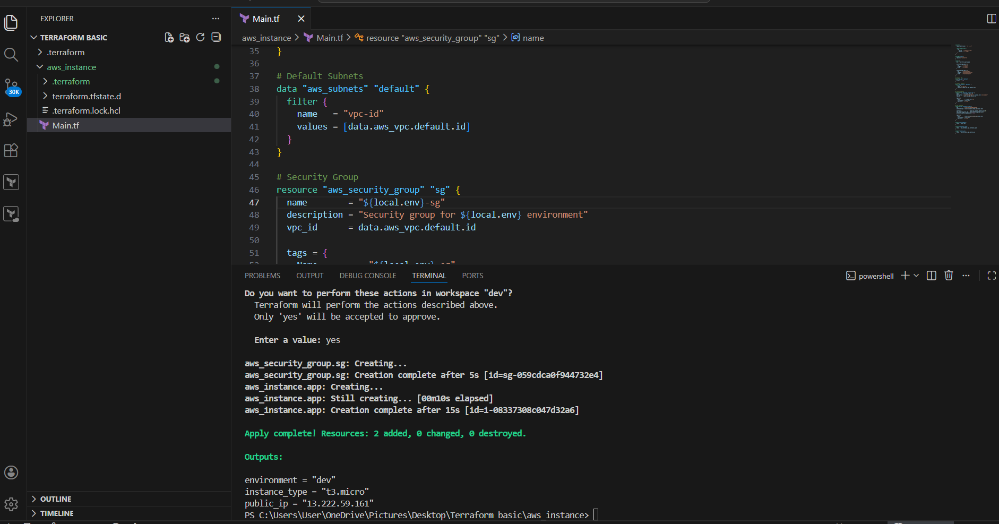 EXPLORER
TERRAFORM BASIC
.terraform
aws_instance
.terraform
terraform.tfstate.d
.terraform.lock.hcl
Main.tf
OUTLINE
TIMELINE
30K
Main.tf
aws_instance > Main.tf > resource "aws_security_group" "sg" > name
35 }
36
37 # Default Subnets
38 data "aws_subnets" "default" {
39 filter {
40 name = "vpc-id"
41 values = [data.aws_vpc.default.id]
42 }
43 }
44
45 # Security Group
46 resource "aws_security_group" "sg" {
47 name = "${local.env}-sg"
48 description = "Security group for ${local.env} environment"
49 vpc_id = data.aws_vpc.default.id
50
51 tags = {
PROBLEMS OUTPUT DEBUG CONSOLE TERMINAL PORTS
powershell
Do you want to perform these actions in workspace "dev"?
Terraform will perform the actions described above.
Only 'yes' will be accepted to approve.
Enter a value: yes
aws_security_group.sg: Creating...
aws_security_group.sg: Creation complete after 5s [id=sg-059cdca0f944732e4]
aws_instance.app: Creating...
aws_instance.app: Still creating... [00m10s elapsed]
aws_instance.app: Creation complete after 15s [id=i-08337308c047d32a6]
Apply complete! Resources: 2 added, 0 changed, 0 destroyed.
Outputs:
environment = "dev"
instance_type = "t3.micro"
public_ip = "13.222.59.161"
PS C:\Users\User\OneDrive\Pictures\Desktop\Terraform basic\aws_instance>